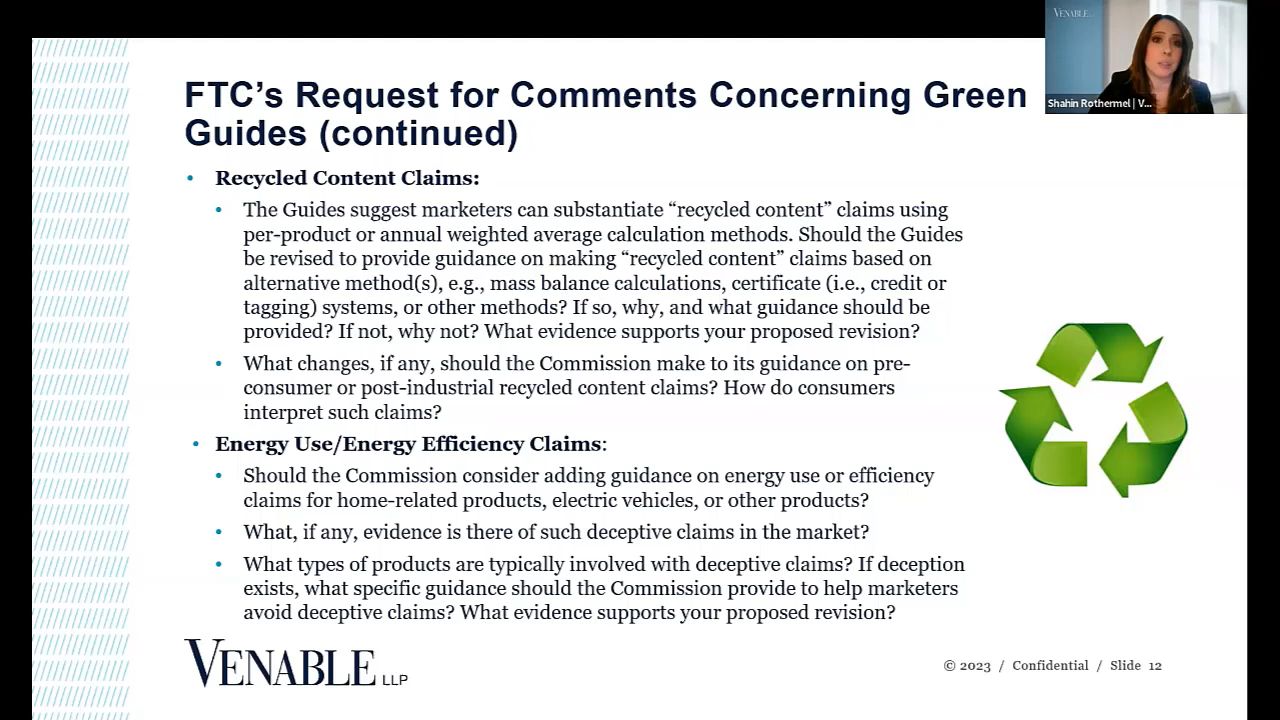 VENABLE LLP
Shahin Rothermel | V...
FTC’s Request for Comments Concerning Green
Guides (continued)
• Recycled Content Claims:
• The Guides suggest marketers can substantiate “recycled content” claims using
per-product or annual weighted average calculation methods. Should the Guides
be revised to provide guidance on making “recycled content” claims based on
alternative method(s), e.g., mass balance calculations, certificate (i.e., credit or
tagging) systems, or other methods? If so, why, and what guidance should be
provided? If not, why not? What evidence supports your proposed revision?
• What changes, if any, should the Commission make to its guidance on pre-
consumer or post-industrial recycled content claims? How do consumers
interpret such claims?
• Energy Use/Energy Efficiency Claims:
• Should the Commission consider adding guidance on energy use or efficiency
claims for home-related products, electric vehicles, or other products?
• What, if any, evidence is there of such deceptive claims in the market?
• What types of products are typically involved with deceptive claims? If deception
exists, what specific guidance should the Commission provide to help marketers
avoid deceptive claims? What evidence supports your proposed revision?
VENABLE LLP
© 2023 / Confidential / Slide 12